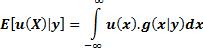 E[u(X)|y] = ∫_{-∞}^{∞} u(x).g(x|y)dx